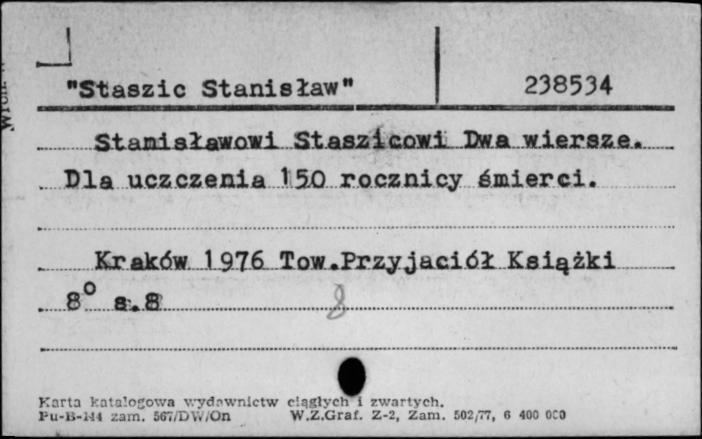 "Staszic Stanisław" 238534
Stanisławowi Staszicowi Dwa wiersze.
Dla uczczenia 150 rocznicy śmierci.
Kraków 1976 Tow.Przyjaciół Książki
8° s.8 8
Karta katalogowa wydawnictw ciągłych i zwartych.
Pu-B-144 zam. 567/DW/On W.Z.Graf. Z-2, Zam. 502/77, 6 400 000